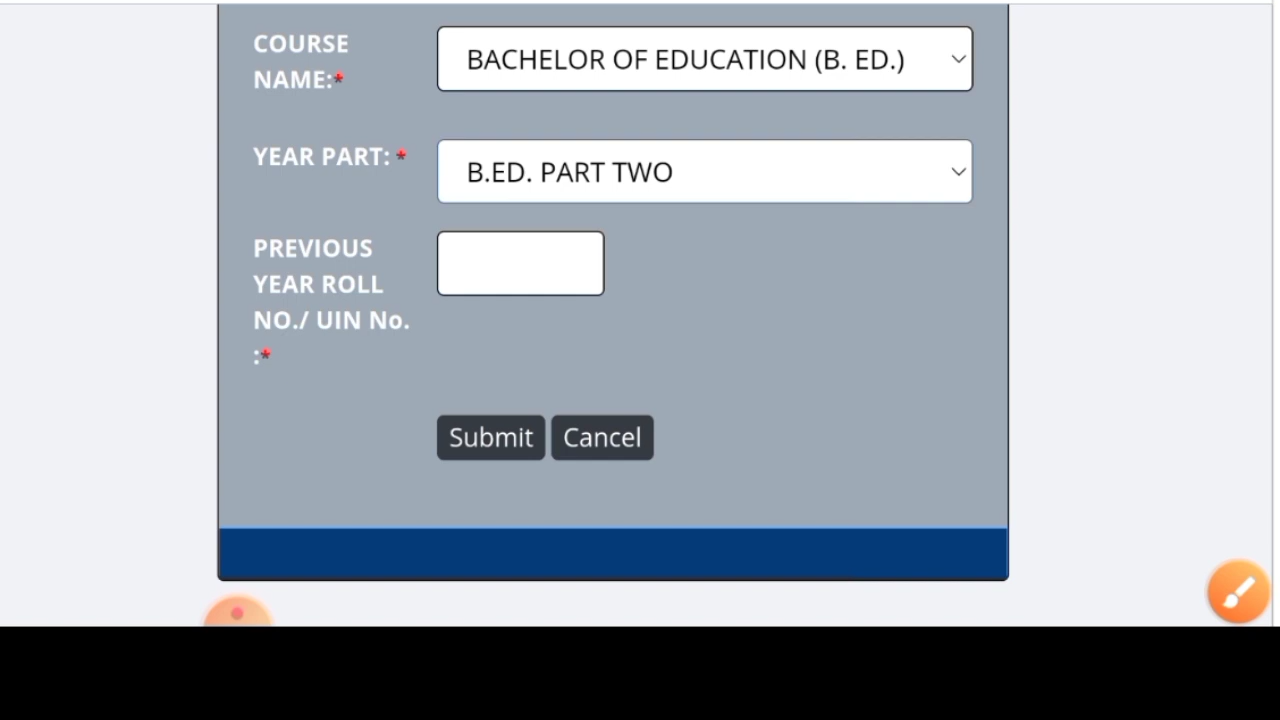 COURSE
NAME:*
BACHELOR OF EDUCATION (B. ED.)
YEAR PART: *
B.ED. PART TWO
PREVIOUS
YEAR ROLL
NO./ UIN No.
:*
Submit Cancel